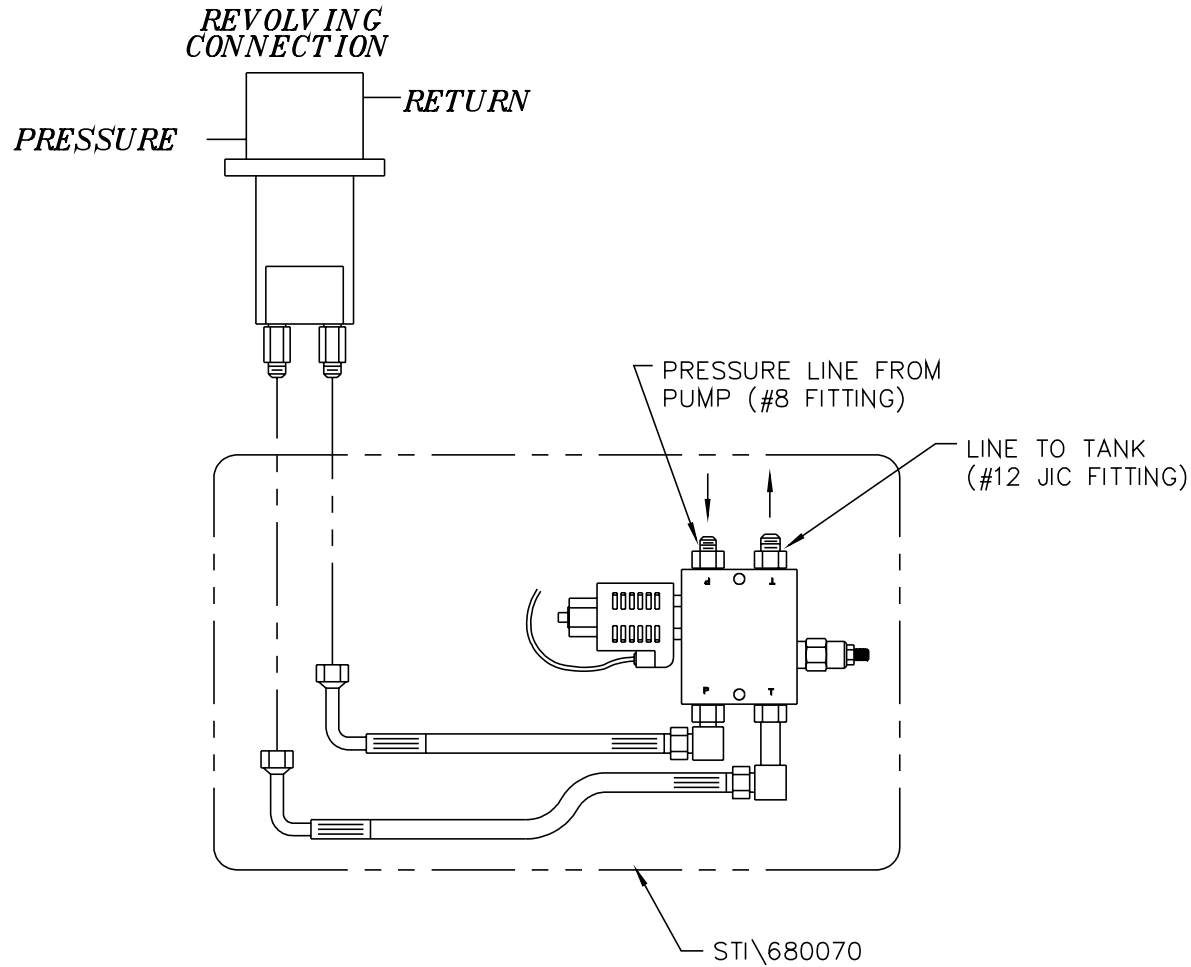 REVOLVING
CONNECTION
RETURN
PRESSURE
PRESSURE LINE FROM
PUMP (#8 FITTING)
LINE TO TANK
(#12 JIC FITTING)
P T
P T
STI\680070